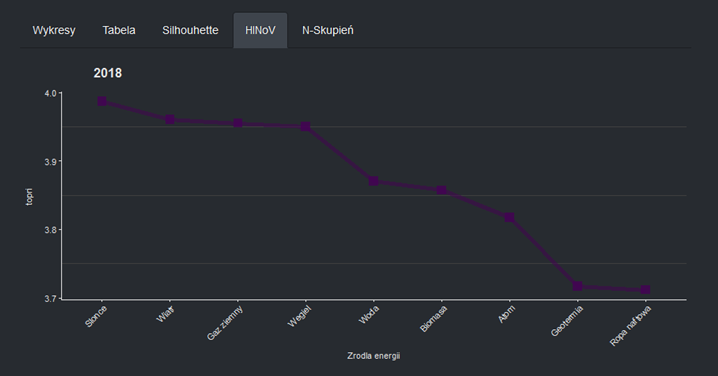 Wykresy Tabela Silhouhette HINoV N-Skupień
2018
4.0
3.9
3.8
3.7
topri
Slonce Wiatr Gaz ziemny Wegiel Woda Biomasa Atom Geotermia Ropa naftowa
Zrodla energii